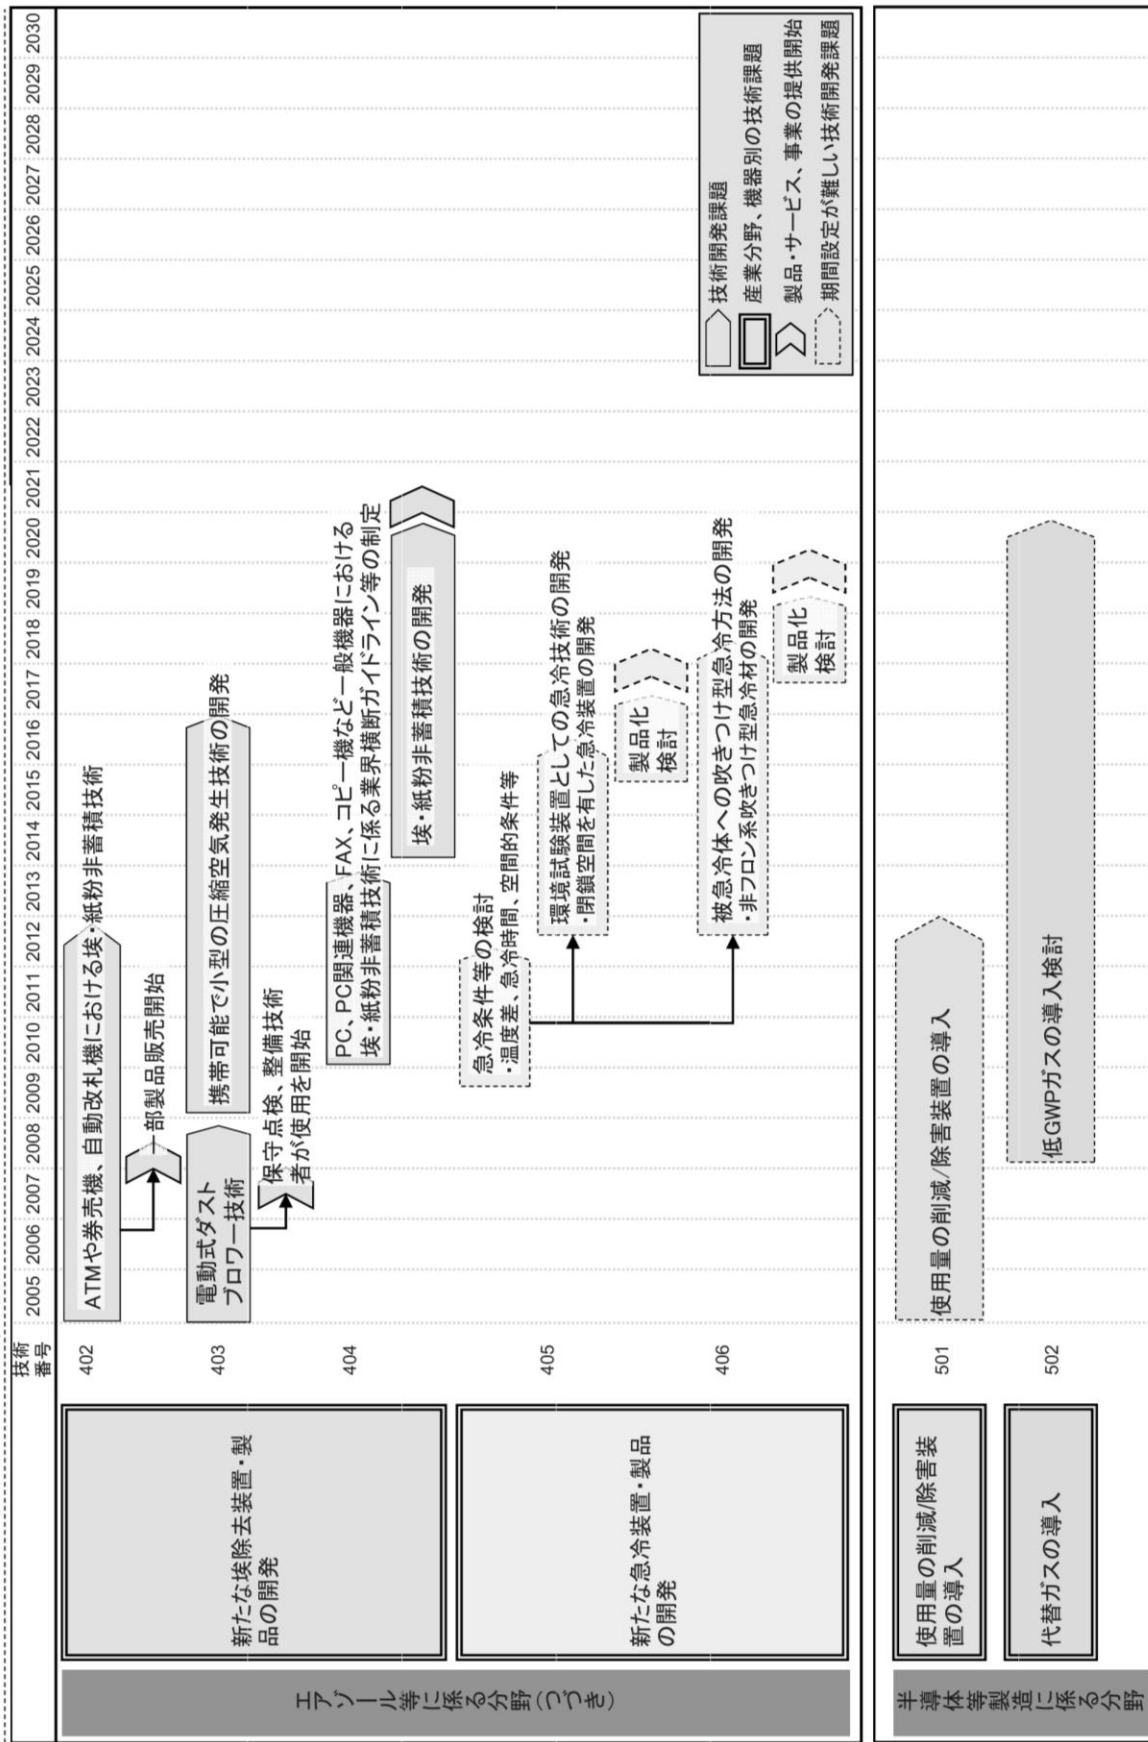 技術
番号
2005 2006 2007 2008 2009 2010 2011 2012 2013 2014 2015 2016 2017 2018 2019 2020 2021 2022 2023 2024 2025 2026 2027 2028 2029 2030
エアゾール等に係る分野(つづき)
新たな埃除去装置・製
品の開発
402
ATMや券売機、自動改札機における埃・紙粉非蓄積技術
一部製品販売開始
403
電動式ダスト
ブロワー技術
携帯可能で小型の圧縮空気発生技術の開発
保守点検、整備技術
者が使用を開始
404
PC、PC関連機器、FAX、コピー機など一般機器における
埃・紙粉非蓄積技術に係る業界横断ガイドライン等の制定
埃・紙粉非蓄積技術の開発
新たな急冷装置・製品
の開発
急冷条件等の検討
・温度差、急冷時間、空間的条件等
405
環境試験装置としての急冷技術の開発
・閉鎖空間を有した急冷装置の開発
製品化
検討
406
被急冷体への吹きつけ型急冷方法の開発
・非フロン系吹きつけ型急冷材の開発
製品化
検討
技術開発課題
産業分野、機器別の技術課題
製品・サービス、事業の提供開始
期間設定が難しい技術開発課題
半導体等製造に係る分野
使用量の削減/除害装
置の導入
501
使用量の削減/除害装置の導入
代替ガスの導入
502
低GWPガスの導入検討